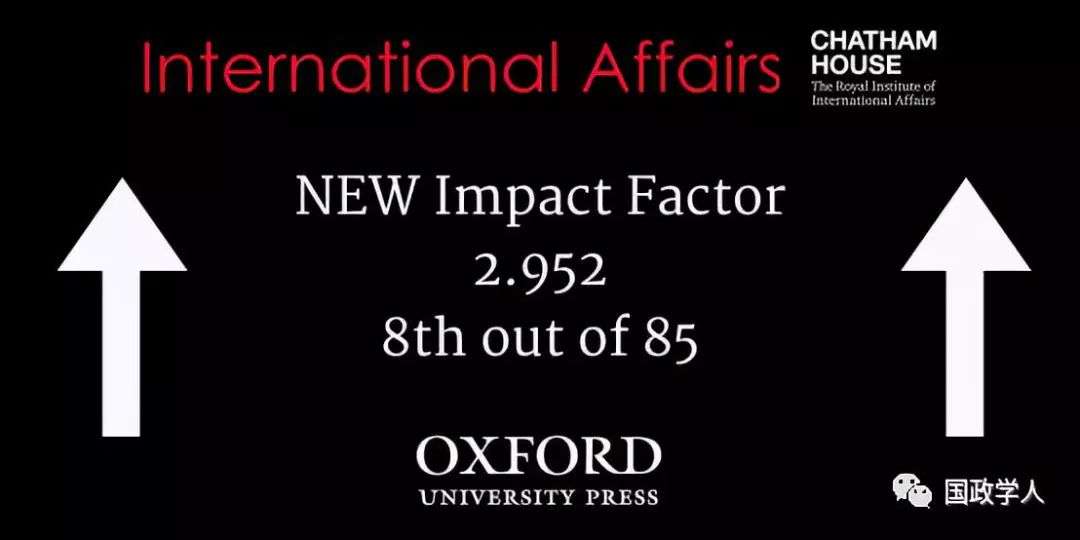 International Affairs
CHATHAM
HOUSE
The Royal Institute of
International Affairs
NEW Impact Factor
2.952
8th out of 85
OXFORD
UNIVERSITY PRESS
国政学人